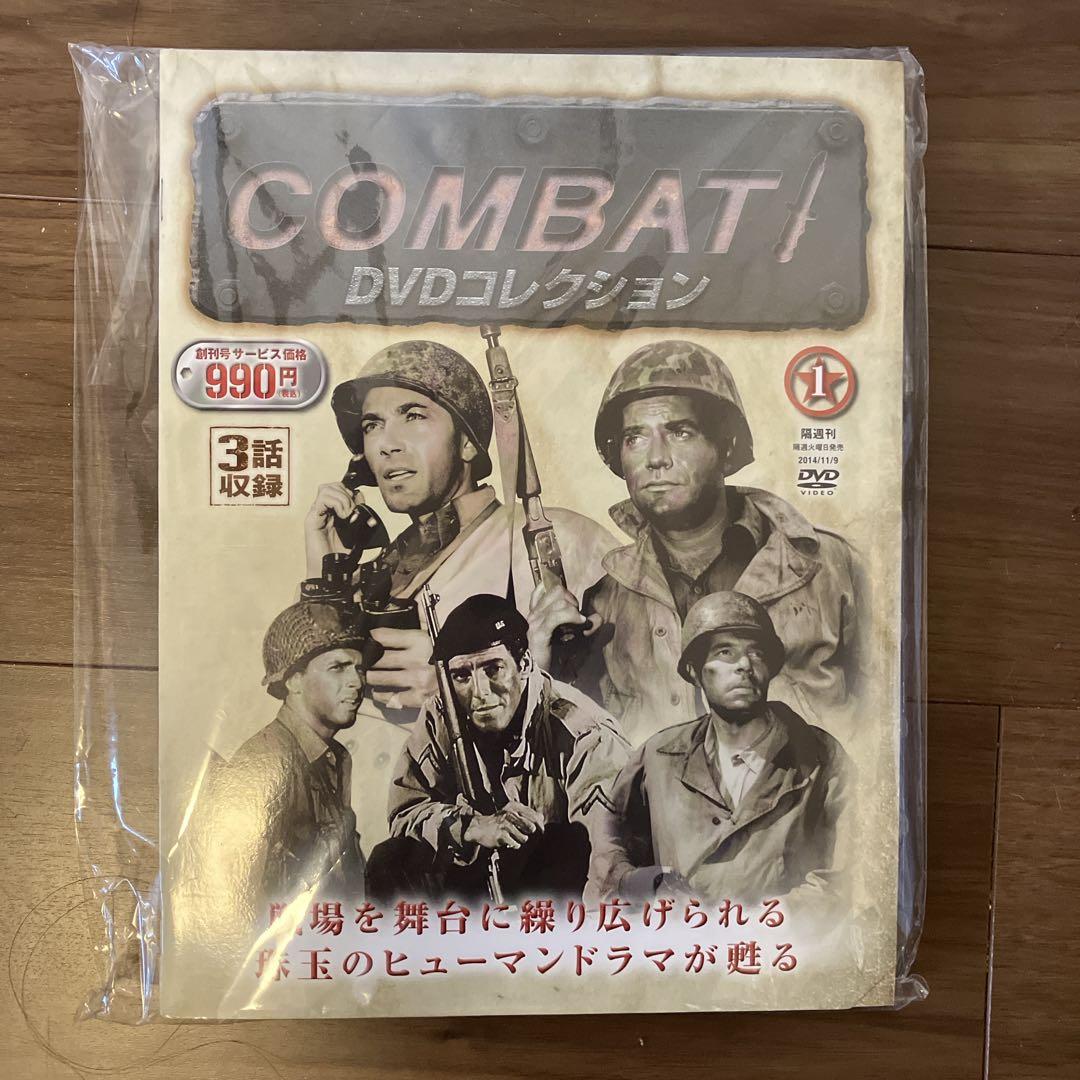 COMBAT!
DVDコレクション
創刊号サービス価格
990円
(税込)
3話
収録
1
隔週刊
隔週火曜日発売
2014/11/9
DVD
VIDEO
戦場を舞台に繰り広げられる
珠玉のヒューマンドラマが甦る